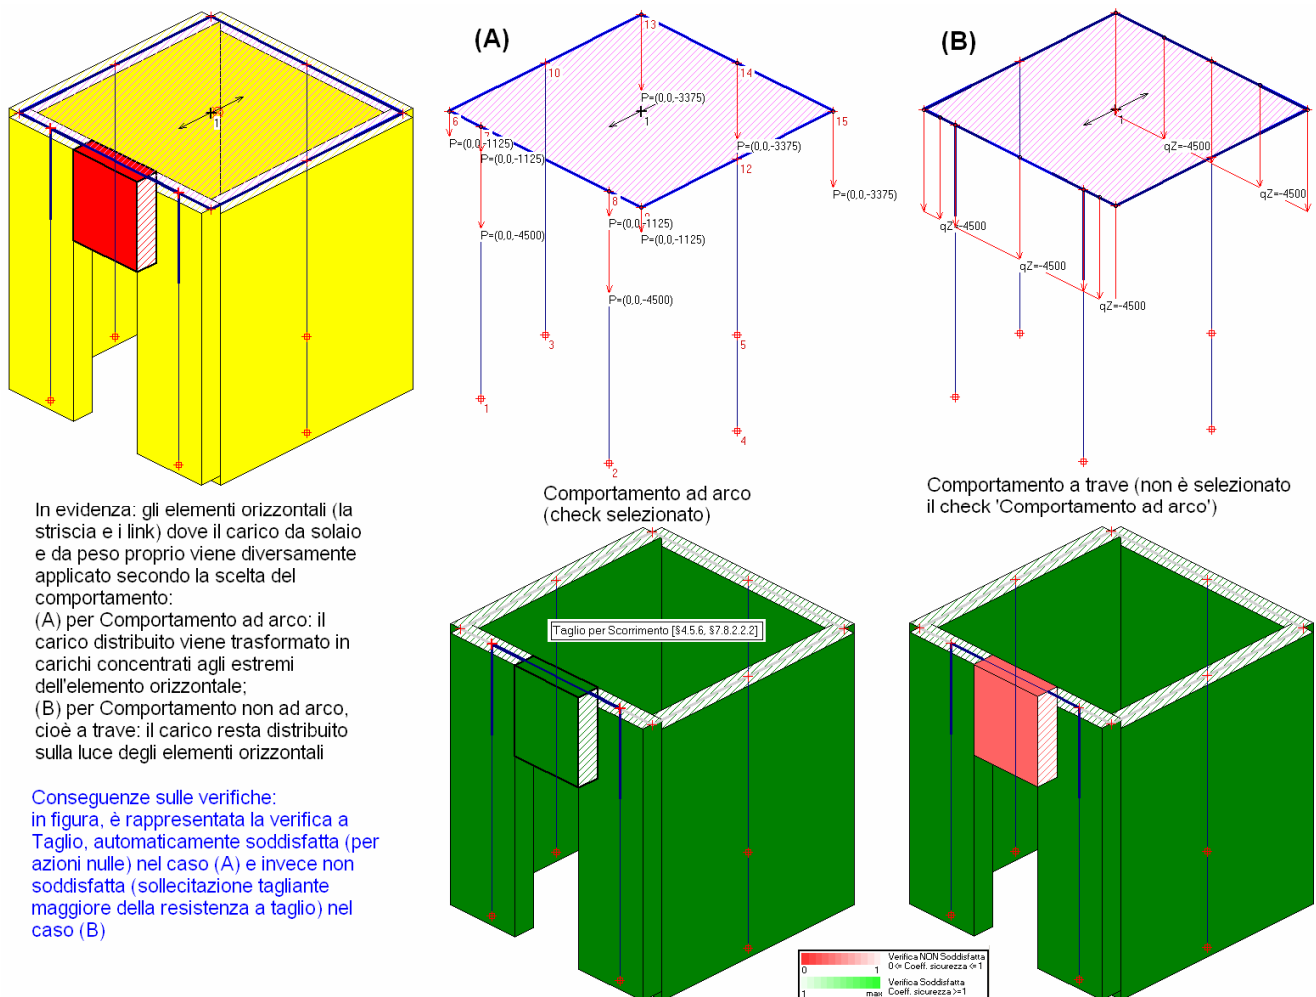 (A)
(B)
13
10
14
P=(0,0,-3375)
1
1
6
7
15
P=(0,0,-1125)
P=(0,0,-1125)
P=(0,0,-3375)
12
P=(0,0,-3375)
8
P=(0,0,-1125)
P=(0,0,-4500)
P=(0,0,-1125)
P=(0,0,-4500)
3
5
1
4
2
1
qZ=-4500
qZ=-4500
qZ=-4500
qZ=-4500
qZ=-4500
Comportamento ad arco
(check selezionato)
Comportamento a trave (non è selezionato
il check 'Comportamento ad arco')
In evidenza: gli elementi orizzontali (la
striscia e i link) dove il carico da solaio
e da peso proprio viene diversamente
applicato secondo la scelta del
comportamento:
(A) per Comportamento ad arco: il
carico distribuito viene trasformato in
carichi concentrati agli estremi
dell'elemento orizzontale;
(B) per Comportamento non ad arco,
cioè a trave: il carico resta distribuito
sulla luce degli elementi orizzontali
Conseguenze sulle verifiche:
in figura, è rappresentata la verifica a
Taglio, automaticamente soddisfatta (per
azioni nulle) nel caso (A) e invece non
soddisfatta (sollecitazione tagliante
maggiore della resistenza a taglio) nel
caso (B)
Taglio per Scorrimento [§4.5.6, §7.8.2.2.2]
Verifica NON Soddisfatta
0 <= Coeff. sicurezza <=1
0 1
Verifica Soddisfatta
Coeff. sicurezza >=1
1 max